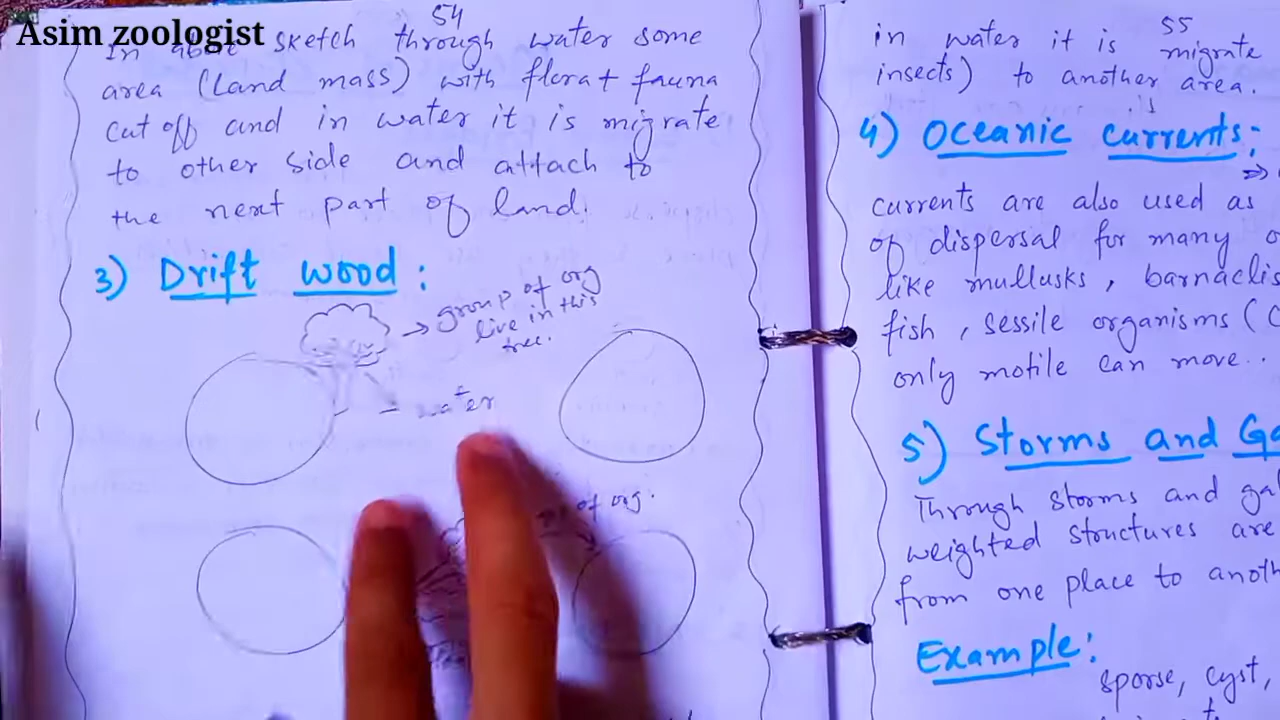 Asim zoologist
54
In above sketch through water some
area (Land mass) with flora + fauna
cut off and in water it is migrate
to other side and attach to
the next part of land.
3) Drift wood :
→ group of org
live in this
tree.
- water
of org.
55
in water it is migrate
insects) to another area.
4) Oceanic currents:
currents are also used as
of dispersal for many
like mullusks, barnaclis
fish, sessile organisms (
only motile can move..
5) Storms and
Through storms and
weighted structures are
from one place to
Example:
sporse, cyst,